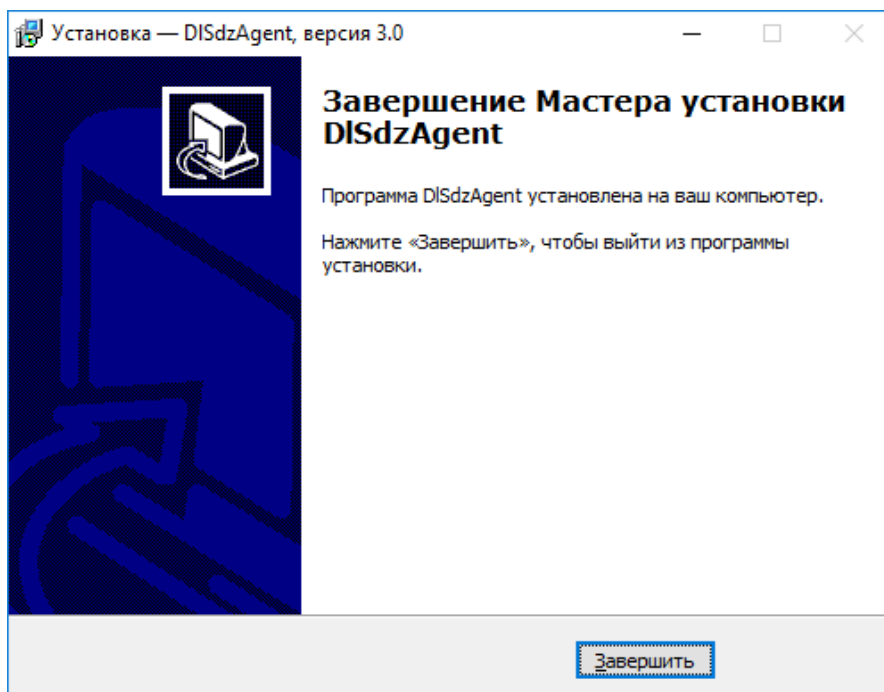 Установка — DlSdzAgent, версия 3.0
Завершение Мастера установки
DlSdzAgent
Программа DlSdzAgent установлена на ваш компьютер.
Нажмите «Завершить», чтобы выйти из программы
установки.
Завершить